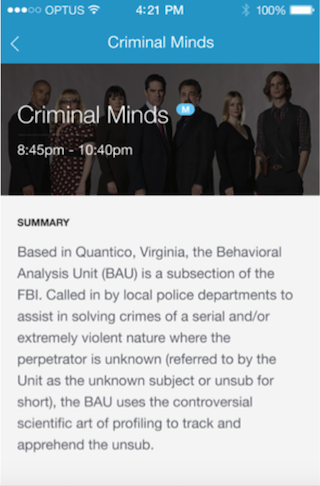 OPTUS 4:21 PM 100%
Criminal Minds
Criminal Minds M
8:45pm - 10:40pm
SUMMARY
Based in Quantico, Virginia, the Behavioral
Analysis Unit (BAU) is a subsection of the
FBI. Called in by local police departments to
assist in solving crimes of a serial and/or
extremely violent nature where the
perpetrator is unknown (referred to by the
Unit as the unknown subject or unsub for
short), the BAU uses the controversial
scientific art of profiling to track and
apprehend the unsub.